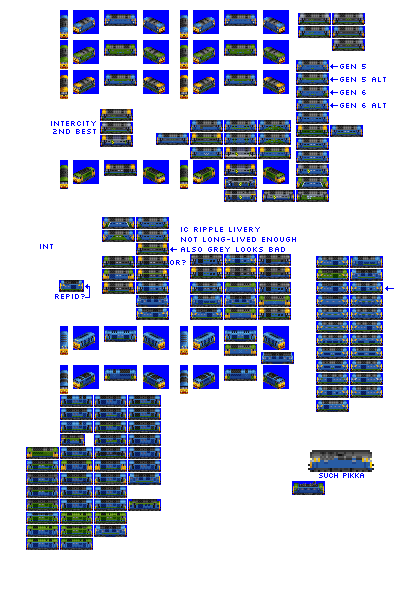 GEN 5
GEN 5 ALT
GEN 6
GEN 6 ALT
INTERCITY
2ND BEST
IC RIPPLE LIVERY
NOT LONG-LIVED ENOUGH
ALSO GREY LOOKS BAD
INT
OR?
REPID?
SUCH PIKKA